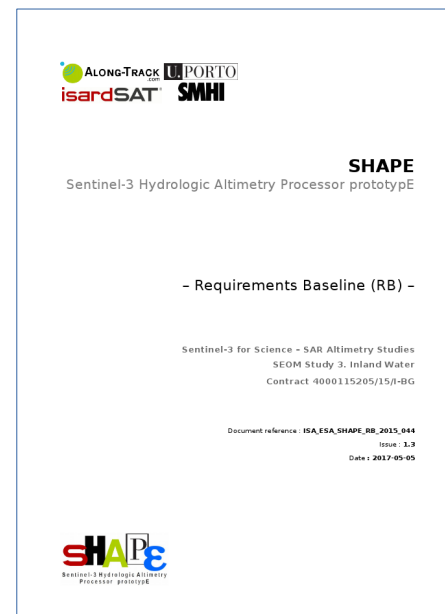 ALONG-TRACK
.com
U. PORTO
isardSAT
SMHI
SHAPE
Sentinel-3 Hydrologic Altimetry Processor prototypE
– Requirements Baseline (RB) –
Sentinel-3 for Science – SAR Altimetry Studies
SEOM Study 3. Inland Water
Contract 4000115205/15/I-BG
Document reference : ISA_ESA_SHAPE_RB_2015_044
Issue : 1.3
Date : 2017-05-05
SHAPE
Sentinel-3 Hydrologic Altimetry
Processor prototypE